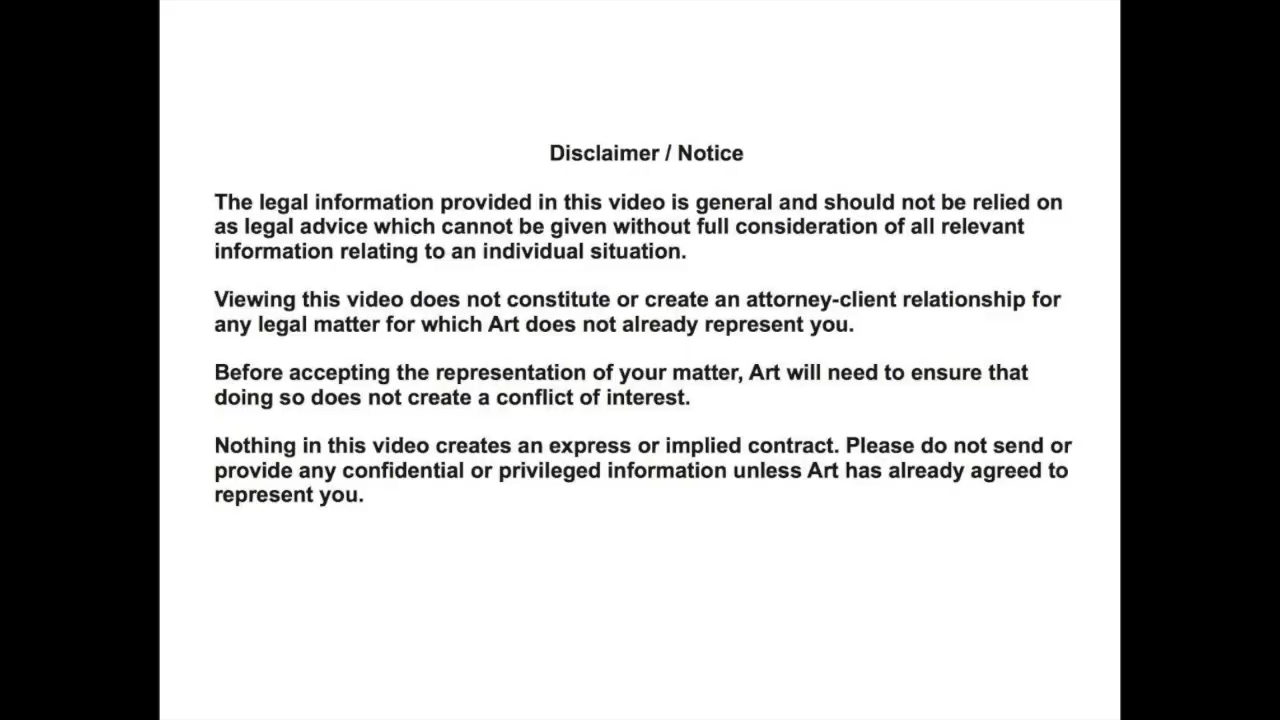 Disclaimer / Notice
The legal information provided in this video is general and should not be relied on
as legal advice which cannot be given without full consideration of all relevant
information relating to an individual situation.
Viewing this video does not constitute or create an attorney-client relationship for
any legal matter for which Art does not already represent you.
Before accepting the representation of your matter, Art will need to ensure that
doing so does not create a conflict of interest.
Nothing in this video creates an express or implied contract. Please do not send or
provide any confidential or privileged information unless Art has already agreed to
represent you.